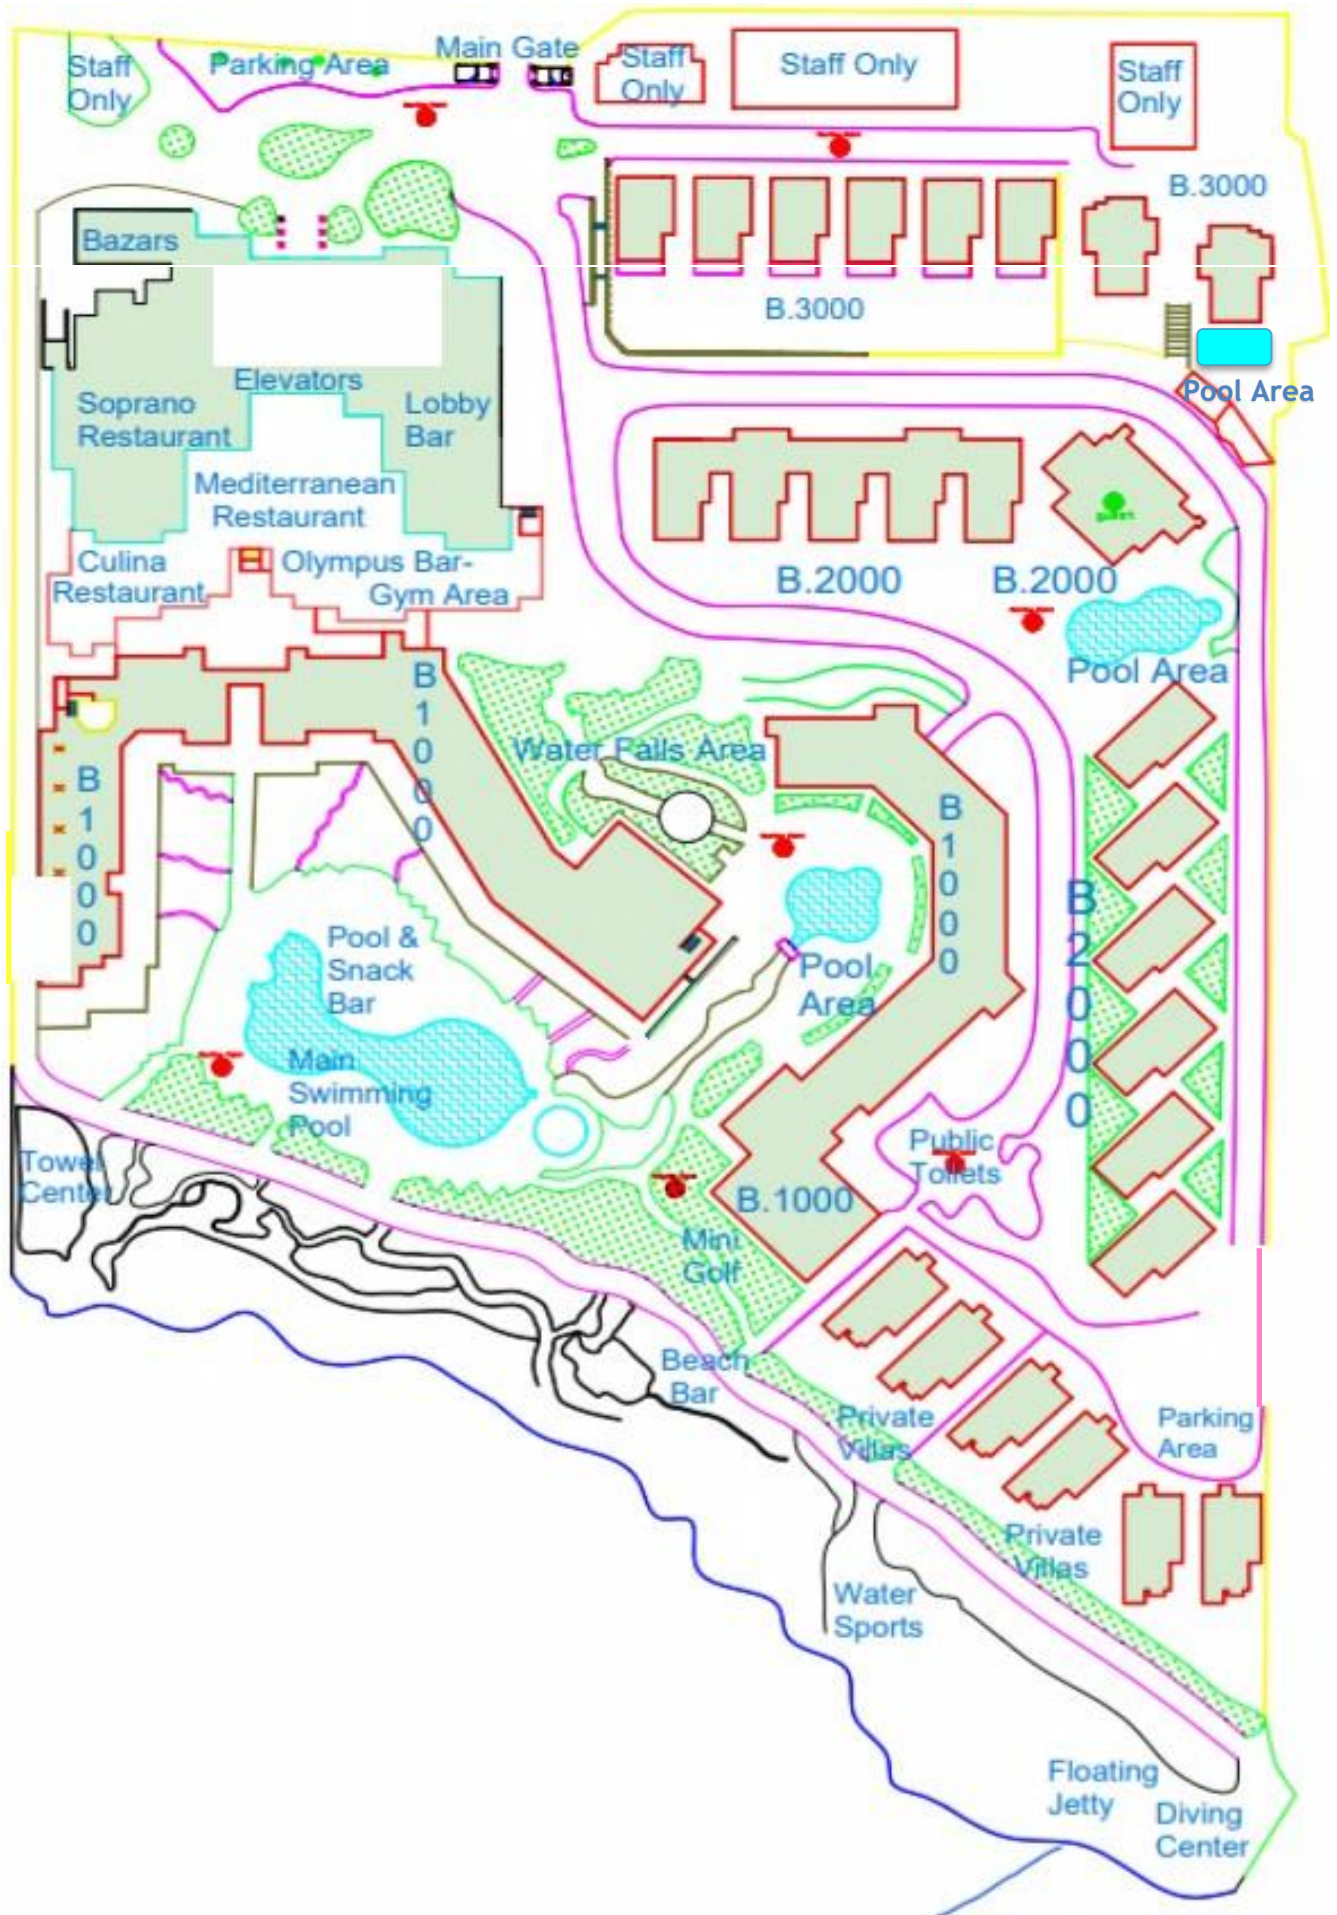 Main Gate
Staff
Only
Parking Area
Staff
Only
Staff Only
Staff
Only
B.3000
Bazars
B.3000
Elevators
Soprano
Restaurant
Lobby
Bar
Pool Area
Mediterranean
Restaurant
Culina
Restaurant
Olympus Bar-
Gym Area
B.2000
B.2000
Pool Area
B
1
0
0
0
Water Falls Area
B
1
0
0
0
B
1
0
0
0
B
2
0
0
0
Pool &
Snack
Bar
Pool
Area
Main
Swimming
Pool
Public
Toilets
Towel
Center
B.1000
Mini
Golf
Beach
Bar
Private
Villas
Parking
Area
Private
Villas
Water
Sports
Floating
Jetty
Diving
Center